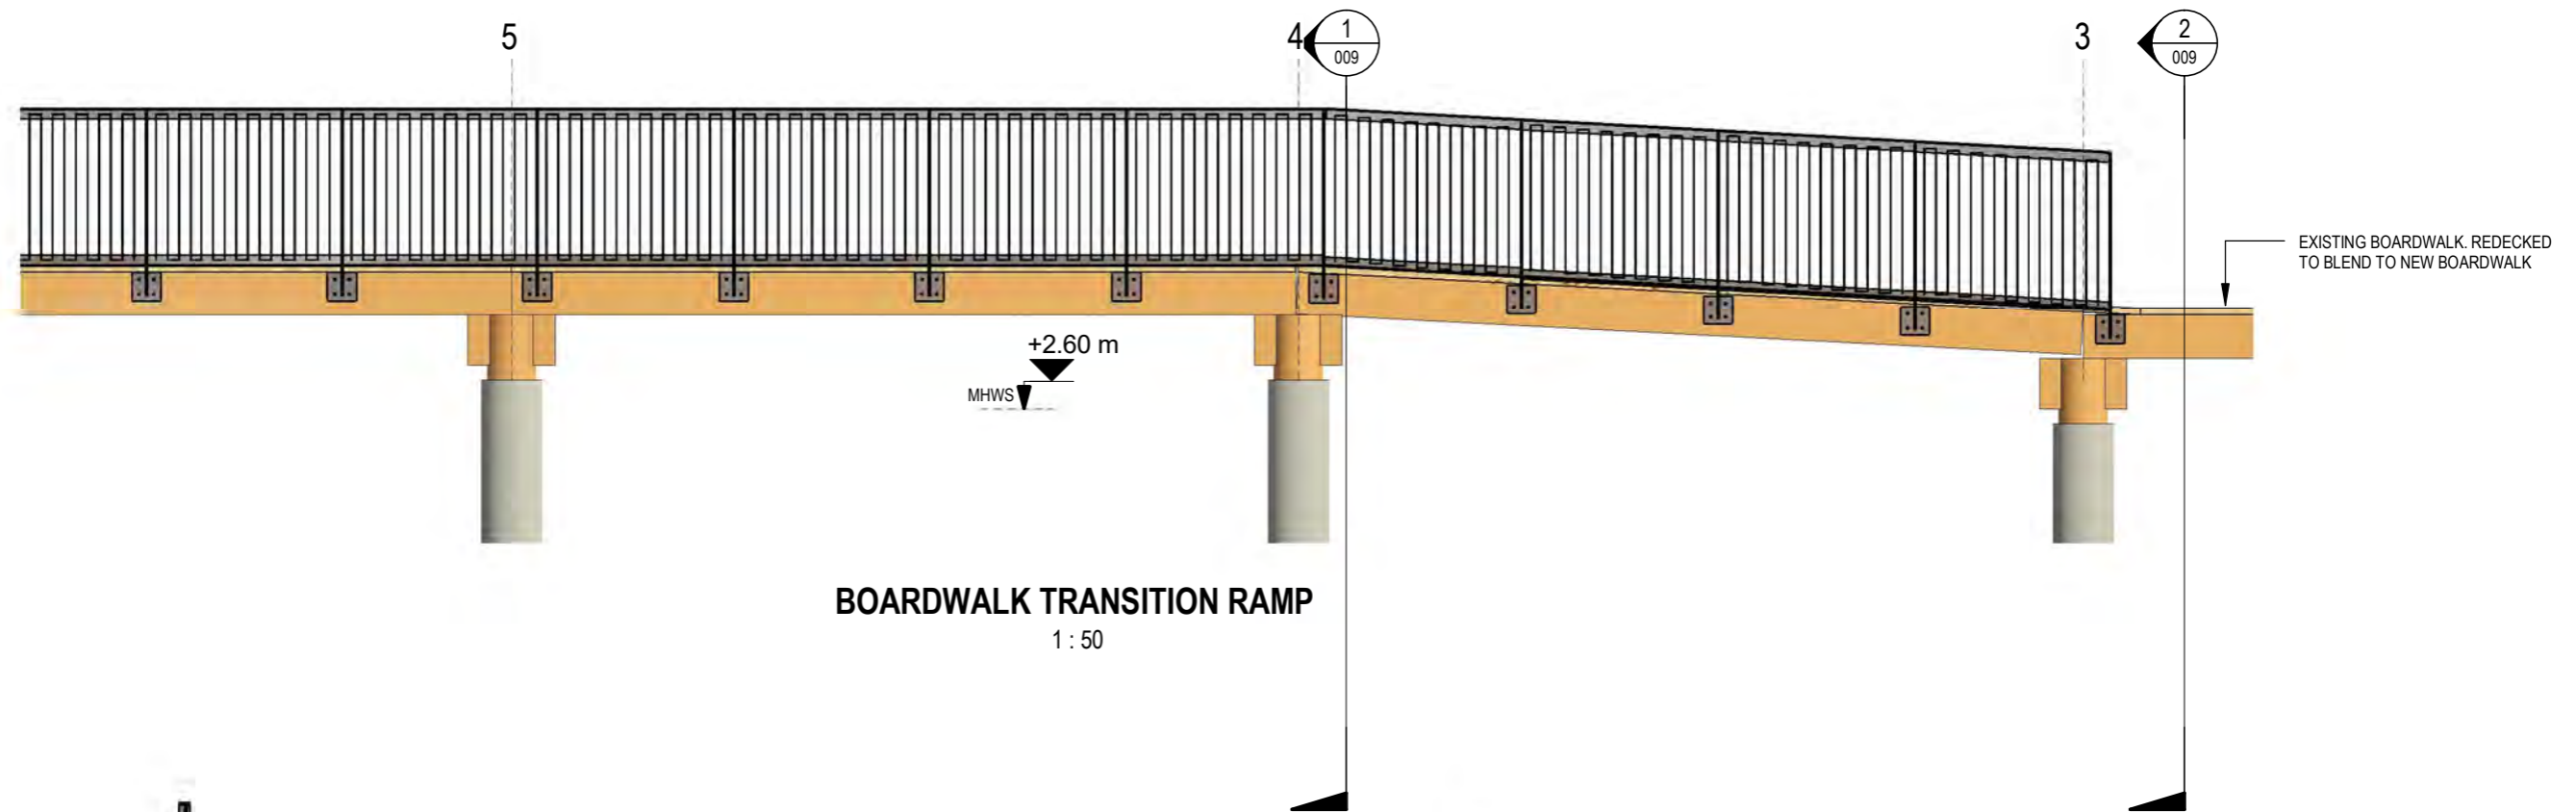 5
4
1
009
3
2
009
EXISTING BOARDWALK. REDECKED
TO BLEND TO NEW BOARDWALK
+2.60 m
MHWS
BOARDWALK TRANSITION RAMP
1 : 50